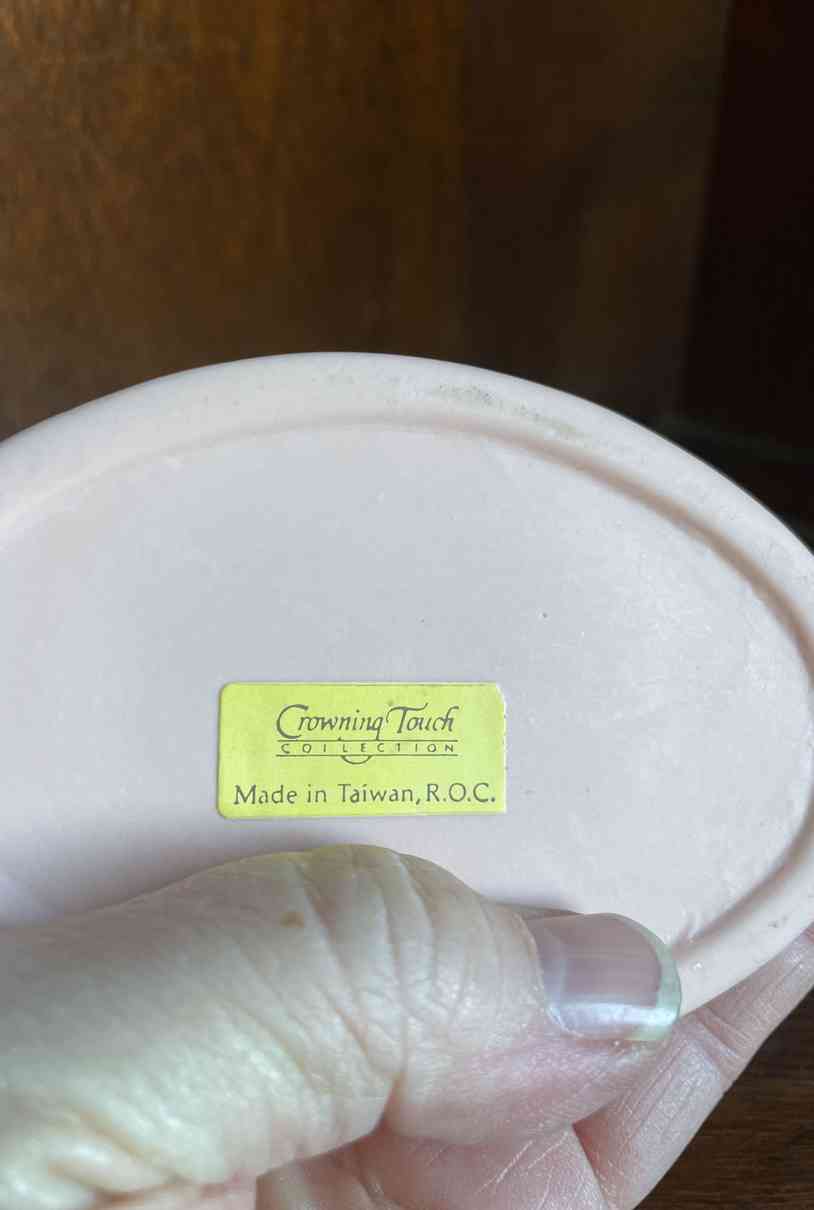 Crowning Touch
COLLECTION
Made in Taiwan, R.O.C.